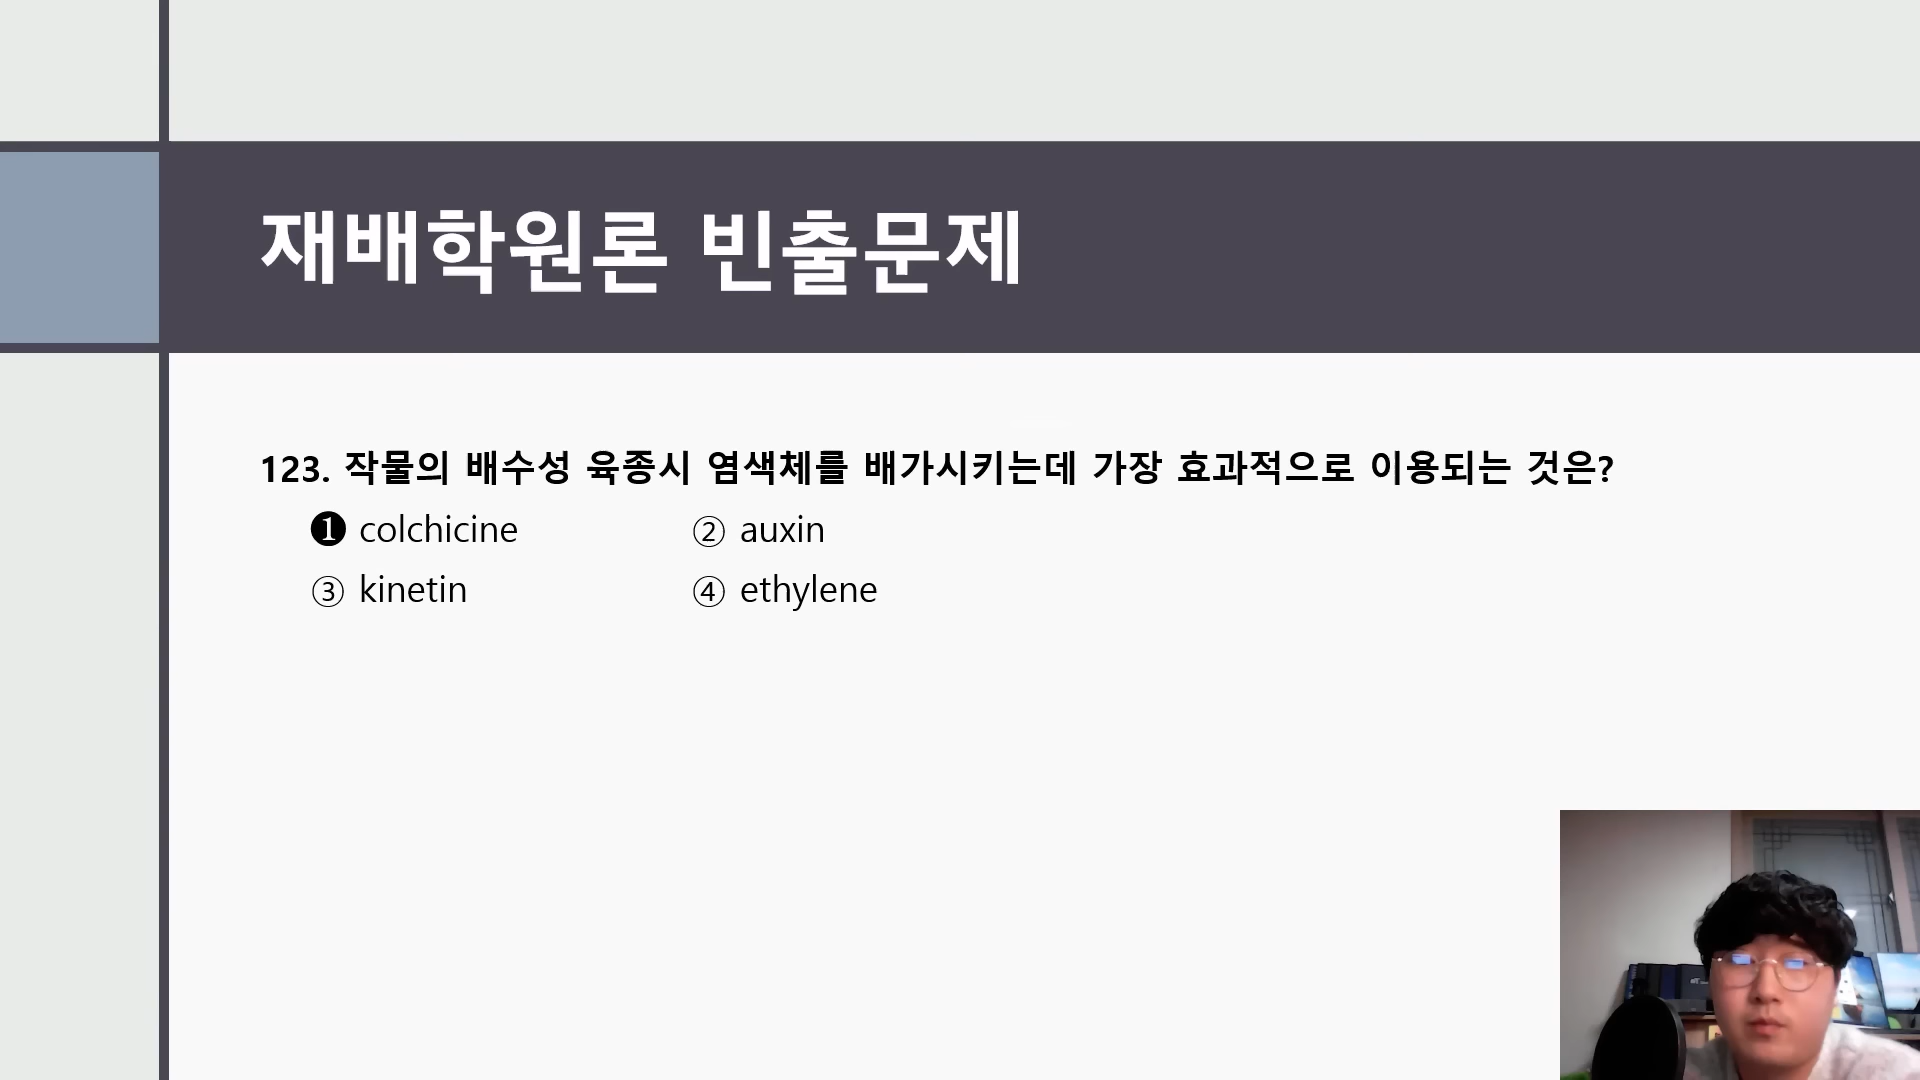 재배학원론 빈출문제
123. 작물의 배수성 육종시 염색체를 배가시키는데 가장 효과적으로 이용되는 것은?
❶ colchicine ② auxin
③ kinetin ④ ethylene